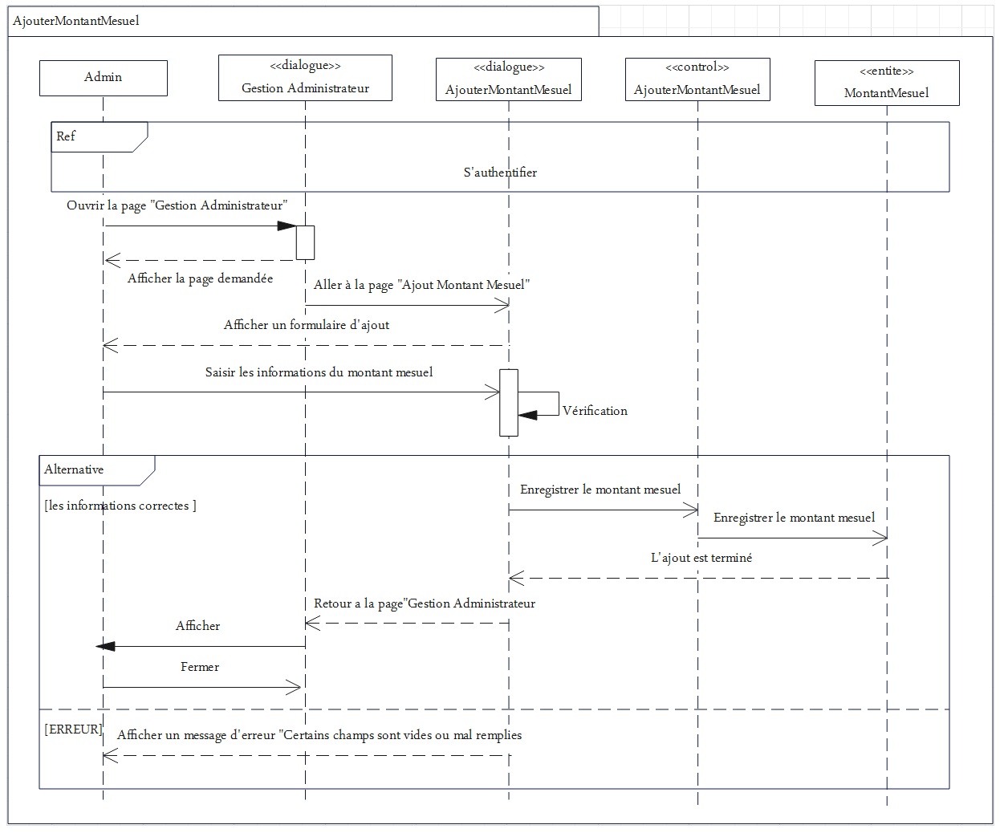 AjouterMontantMesuel
Admin
<<dialogue>>
Gestion Administrateur
<<dialogue>>
AjouterMontantMesuel
<<control>>
AjouterMontantMesuel
<<entite>>
MontantMesuel
Ref
S'authentifier
Ouvrir la page "Gestion Administrateur"
Afficher la page demandée
Aller à la page "Ajout Montant Mesuel"
Afficher un formulaire d'ajout
Saisir les informations du montant mesuel
Vérification
Alternative
[les informations correctes ]
Enregistrer le montant mesuel
Enregistrer le montant mesuel
L'ajout est terminé
Retour a la page"Gestion Administrateur
Afficher
Fermer
[ERREUR]
Afficher un message d'erreur "Certains champs sont vides ou mal remplies